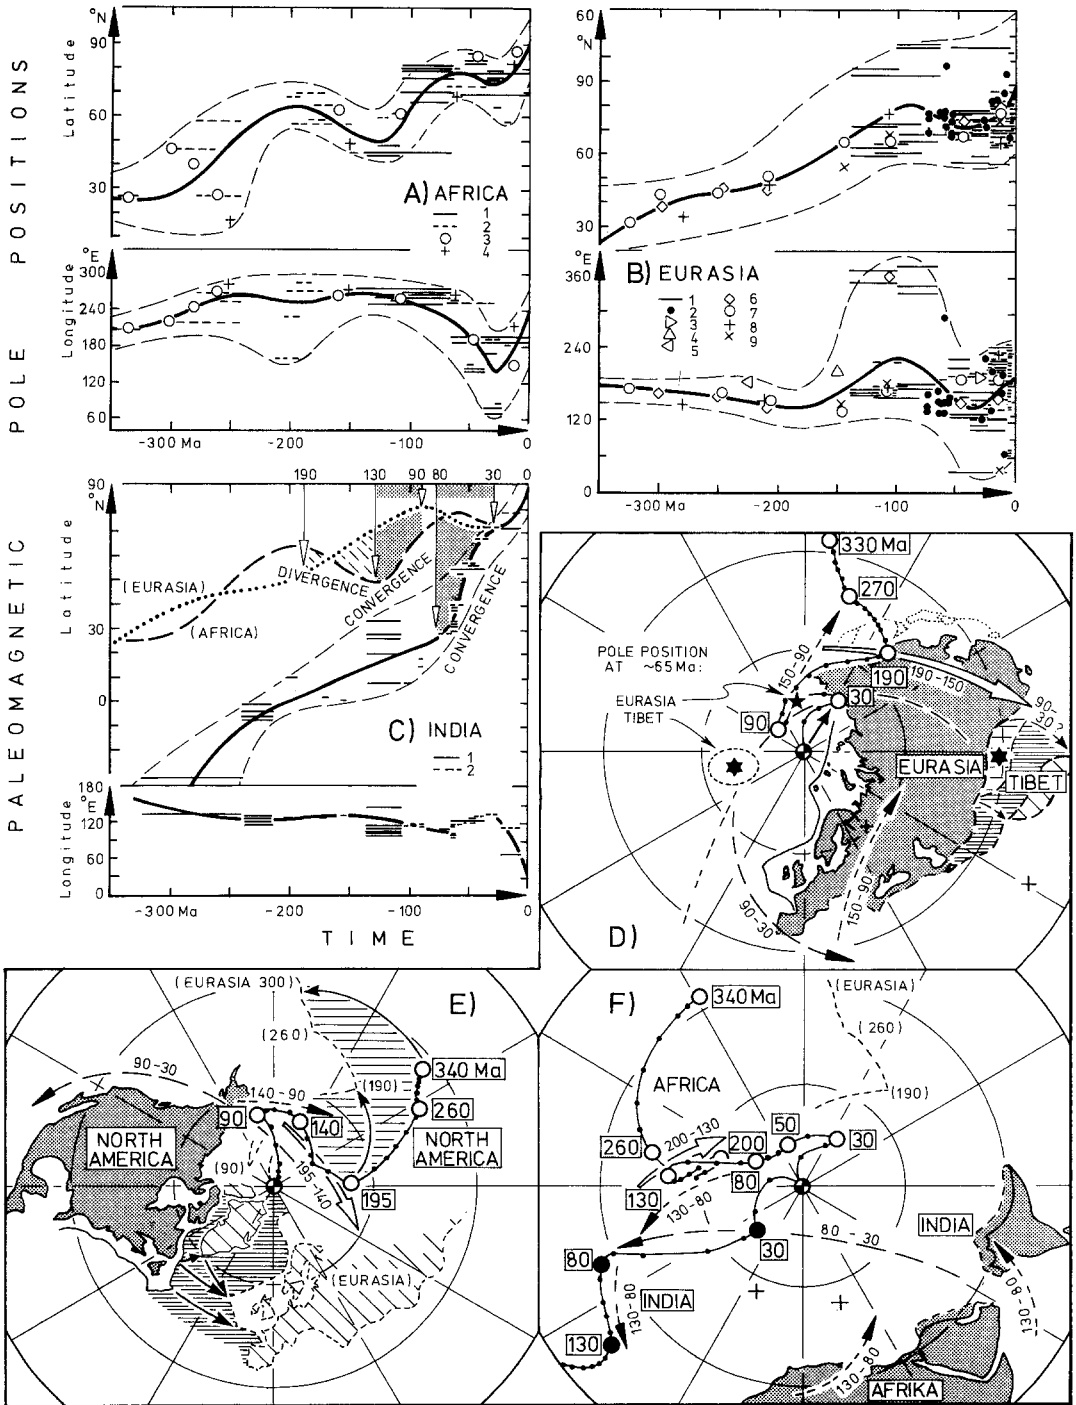 PALEOMAGNETIC POLE POSITIONS
°N
90
Latitude
60
30
A) AFRICA
1
2
3
4
°E
300
Longitude
240
180
120
60
-300 Ma
-200
-100
0
60
°N
90
60
30
°E
360
240
120
0
B) EURASIA
1
2
3
4
5
6
7
8
9
-300 Ma
-200
-100
0
190
130
90
80
30
0
90
°N
Latitude
30
0
(EURASIA)
(AFRICA)
DIVERGENCE
CONVERGENCE
CONVERGENCE
C) INDIA
1
2
180
°E
Longitude
120
60
0
-300 Ma
-200
-100
0
TIME
330 Ma
270
POLE POSITION
AT ~65 Ma:
EURASIA
TIBET
150-90
190
190-150
30
90
90-
30?
EURASIA
TIBET
90-30
150-90
D)
(EURASIA 300)
E)
(260)
340 Ma
90-30
140-90
(190)
260
90
140
NORTH
AMERICA
NORTH
AMERICA
(90)
195-140
195
(EURASIA)
F)
340 Ma
(EURASIA)
(260)
AFRICA
(190)
50
260
200-130
200
30
130
80
130-80
INDIA
30
80-30
80
INDIA
130-80
130-80
130
130-80
AFRIKA